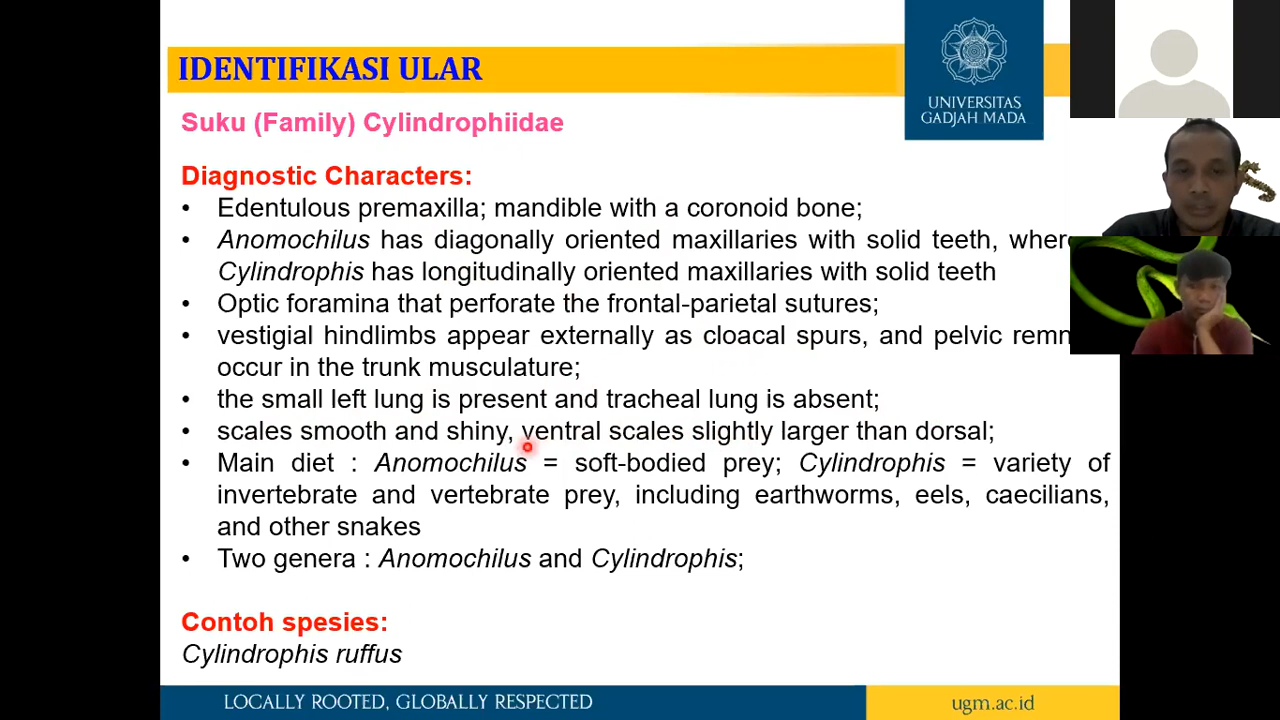 IDENTIFIKASI ULAR
UNIVERSITAS
GADJAH MADA
Suku (Family) Cylindrophiidae
Diagnostic Characters:
• Edentulous premaxilla; mandible with a coronoid bone;
• Anomochilus has diagonally oriented maxillaries with solid teeth,
Cylindrophis has longitudinally oriented maxillaries with solid teeth
• Optic foramina that perforate the frontal-parietal sutures;
• vestigial hindlimbs appear externally as cloacal spurs, and pelvic
occur in the trunk musculature;
• the small left lung is present and tracheal lung is absent;
• scales smooth and shiny, ventral scales slightly larger than dorsal;
• Main diet : Anomochilus = soft-bodied prey; Cylindrophis = variety of
invertebrate and vertebrate prey, including earthworms, eels, caecilians,
and other snakes
• Two genera : Anomochilus and Cylindrophis;
Contoh spesies:
Cylindrophis ruffus
LOCALLY ROOTED, GLOBALLY RESPECTED
ugm.ac.id